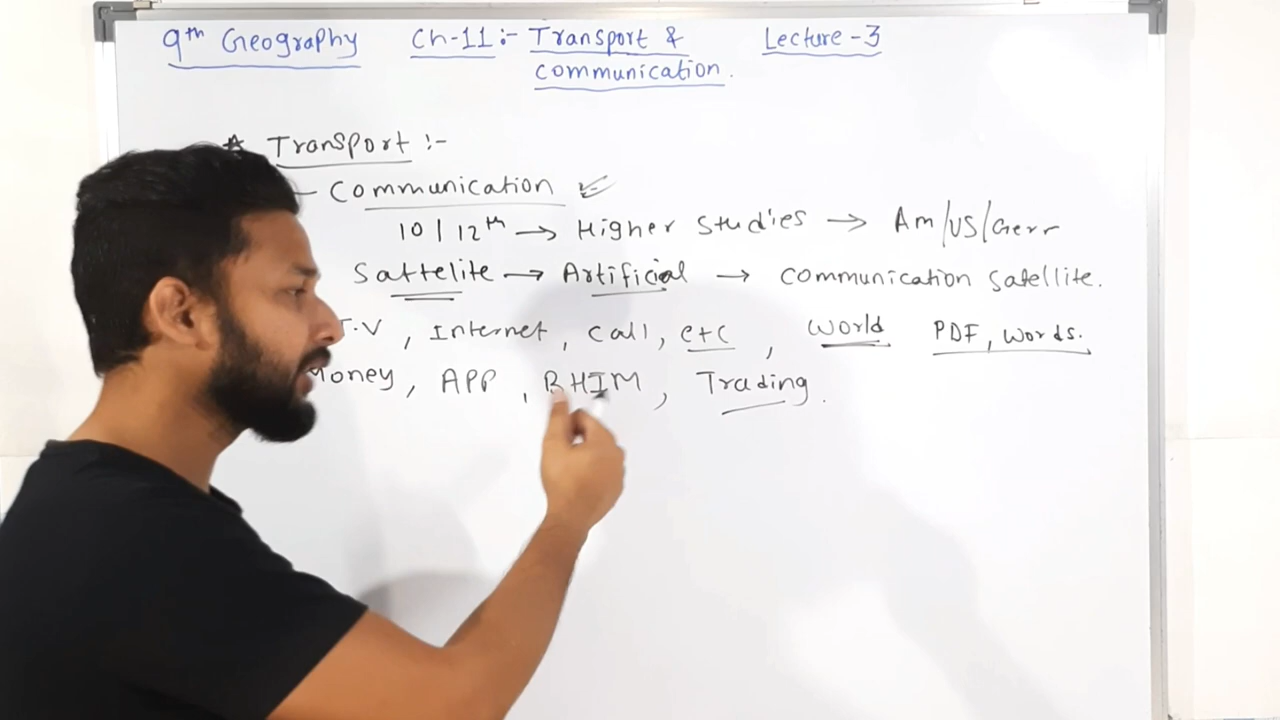 9th Geography Ch-11:- Transport & Lecture-3
communication.
* Transport :-
- Communication
10 | 12th → Higher studies → Am/US/Gerr
Sattelite → Artificial → communication satellite.
T.V , Internet, call, etc , World PDF, words.
Money, APP , BHIM , Trading.